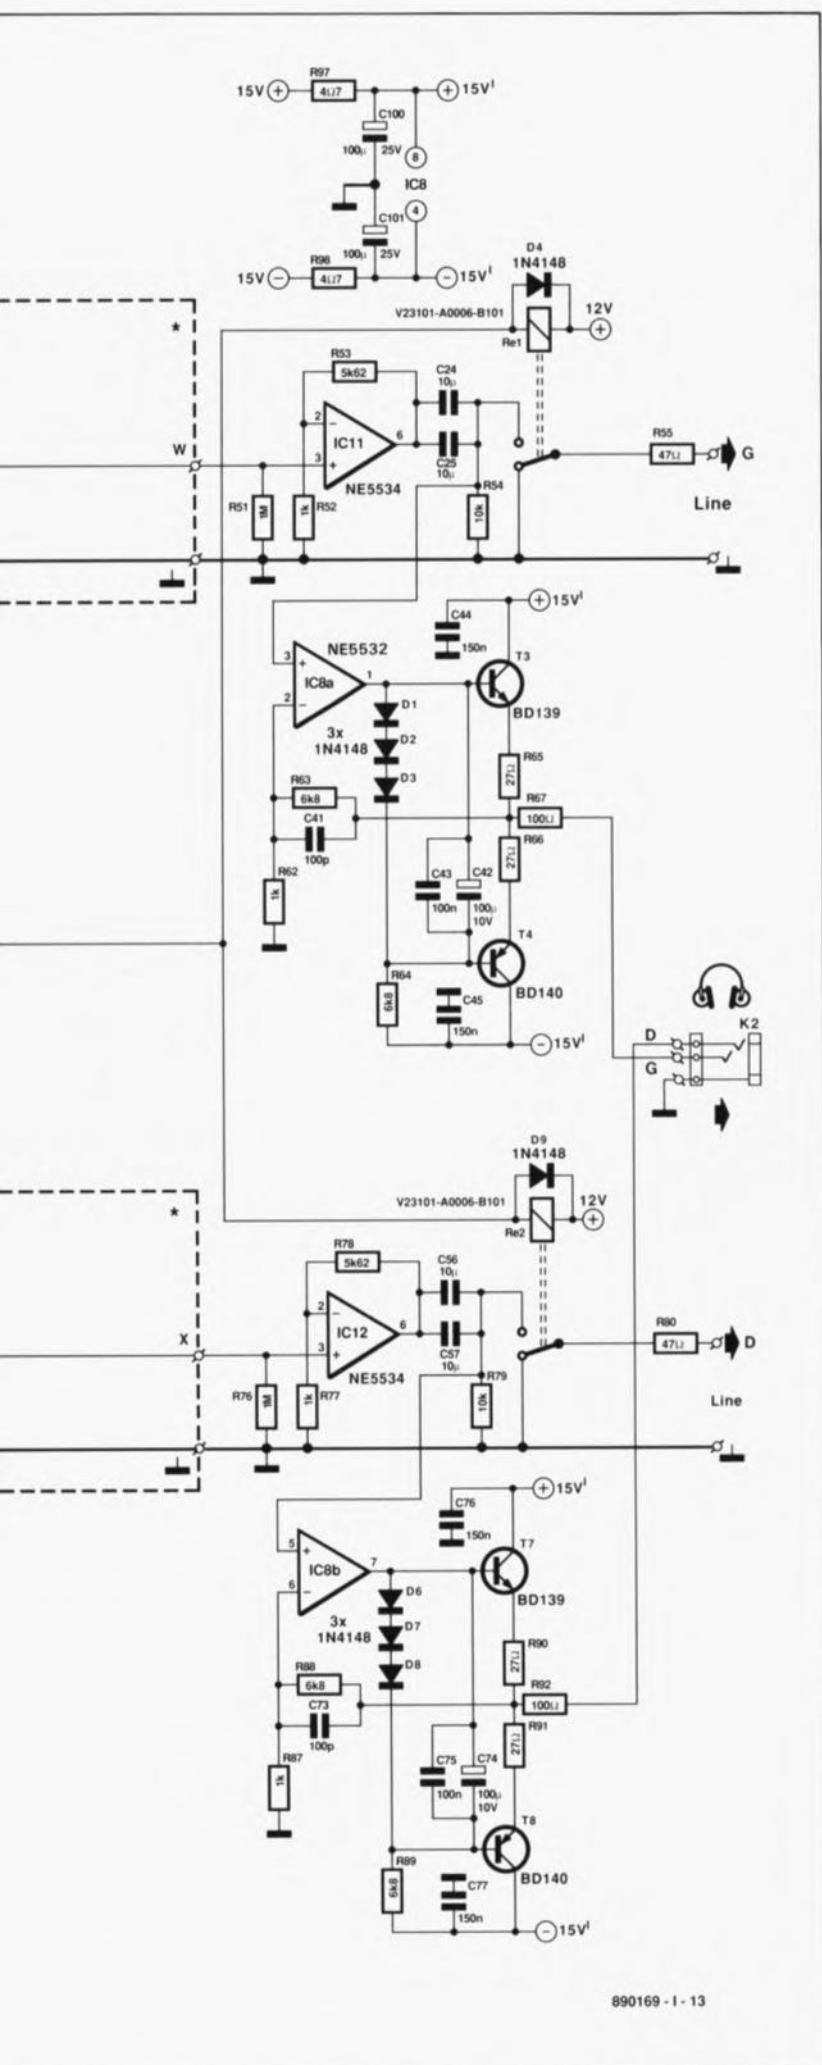 R97
15V + 4Ω7 + 15V¹
C100
100µ 25V 8
IC8
C101 4
100µ 25V
R98
15V − 4Ω7 − 15V¹
D4
1N4148
V23101-A0006-B101 12V
Re1 +
*
R53
5k62
C24
10µ
2 −
IC11 6
3 +
C25
10µ
W
R55
47Ω G
NE5534
R54
R51 1M 1k R52 10k
Line
+ 15V¹
C44
150n
NE5532
3 +
IC8a 1
2 −
T3
BD139
D1
3x
1N4148
D2
D3
R63
6k8
C41
100p
R65
27Ω
R67
100Ω
R66
27Ω
R62
1k
C43
100n
C42
100µ
10V
T4
BD140
R64
6k8
C45
150n
− 15V¹
K2
D
G
D9
1N4148
V23101-A0006-B101 12V
Re2 +
*
R78
5k62
C56
10µ
2 −
IC12 6
3 +
C57
10µ
X
R80
47Ω D
NE5534
R79
R76 1M 1k R77 10k
Line
+ 15V¹
C76
150n
5 +
IC8b 7
6 −
T7
BD139
D6
3x
1N4148
D7
D8
R88
6k8
C73
100p
R90
27Ω
R92
100Ω
R91
27Ω
R87
1k
C75
100n
C74
100µ
10V
T8
BD140
R89
6k8
C77
150n
− 15V¹
890169 - I - 13